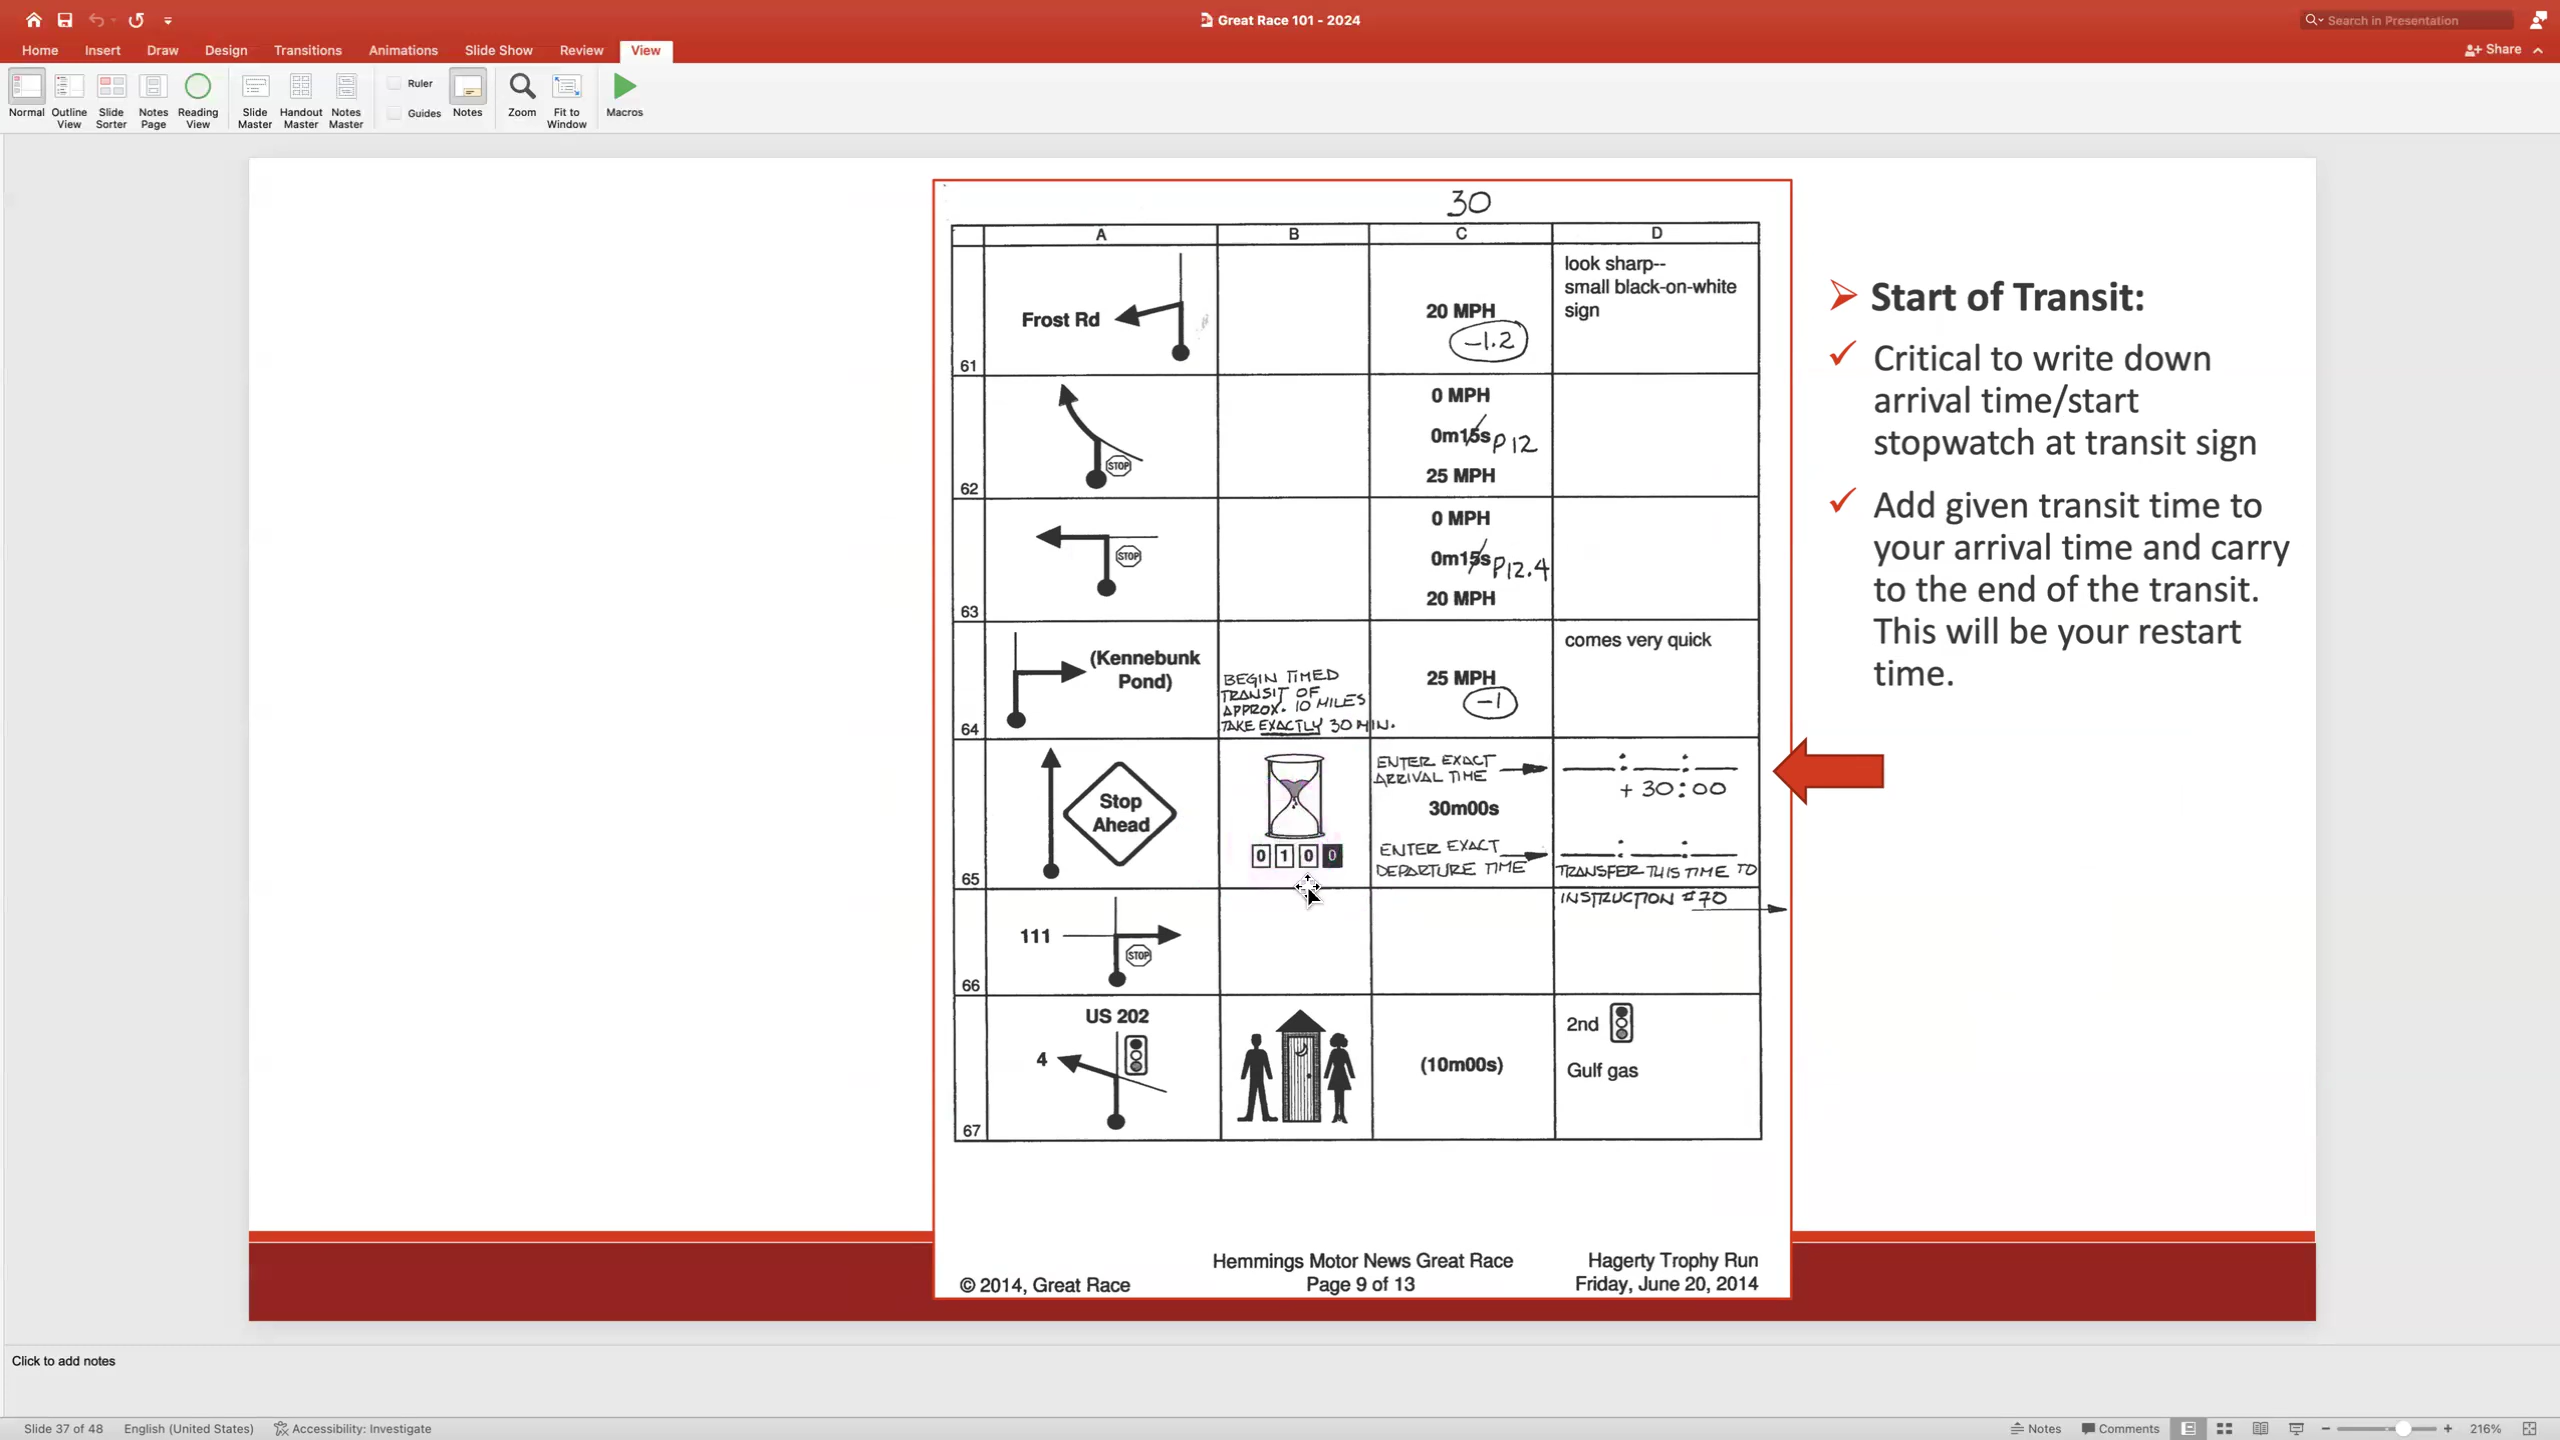 Great Race 101 - 2024
Search in Presentation
Home Insert Draw Design Transitions Animations Slide Show Review View
Share
Normal
Outline View
Slide Sorter
Notes Page
Reading View
Slide Master
Handout Master
Notes Master
Ruler
Guides
Notes
Zoom
Fit to Window
Macros
30
A B C D
look sharp--
small black-on-white
sign
Frost Rd
20 MPH
-1.2
61
0 MPH
0m15s P12
25 MPH
STOP
62
0 MPH
0m15s P12.4
20 MPH
STOP
63
(Kennebunk
Pond)
BEGIN TIMED
TRANSIT OF
APPROX. 10 MILES
TAKE EXACTLY 30 MIN.
25 MPH
-1
comes very quick
64
Stop
Ahead
0 1 0 0
ENTER EXACT
ARRIVAL TIME
30m00s
ENTER EXACT
DEPARTURE TIME
+ 30:00
TRANSFER THIS TIME TO
INSTRUCTION #70
65
111
STOP
66
US 202
4
(10m00s)
2nd
Gulf gas
67
© 2014, Great Race
Hemmings Motor News Great Race
Page 9 of 13
Hagerty Trophy Run
Friday, June 20, 2014
Start of Transit:
Critical to write down
arrival time/start
stopwatch at transit sign
Add given transit time to
your arrival time and carry
to the end of the transit.
This will be your restart
time.
Click to add notes
Slide 37 of 48
English (United States)
Accessibility: Investigate
Notes
Comments
216%